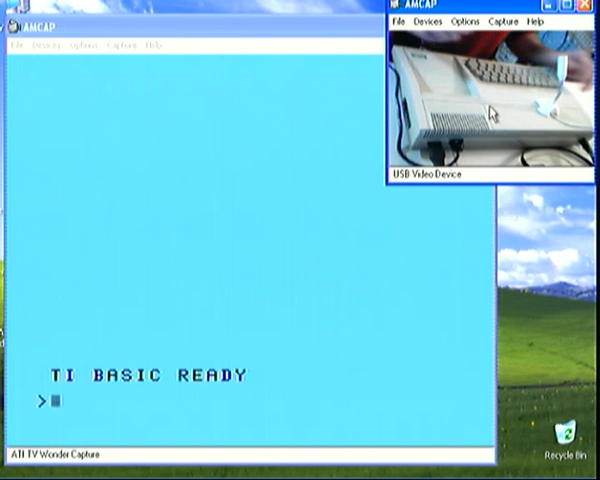 AMCAP
File Devices Options Capture Help
AMCAP
File Devices Options Capture Help
USB Video Device
TI BASIC READY
>
ATI TV Wonder Capture
Recycle Bin